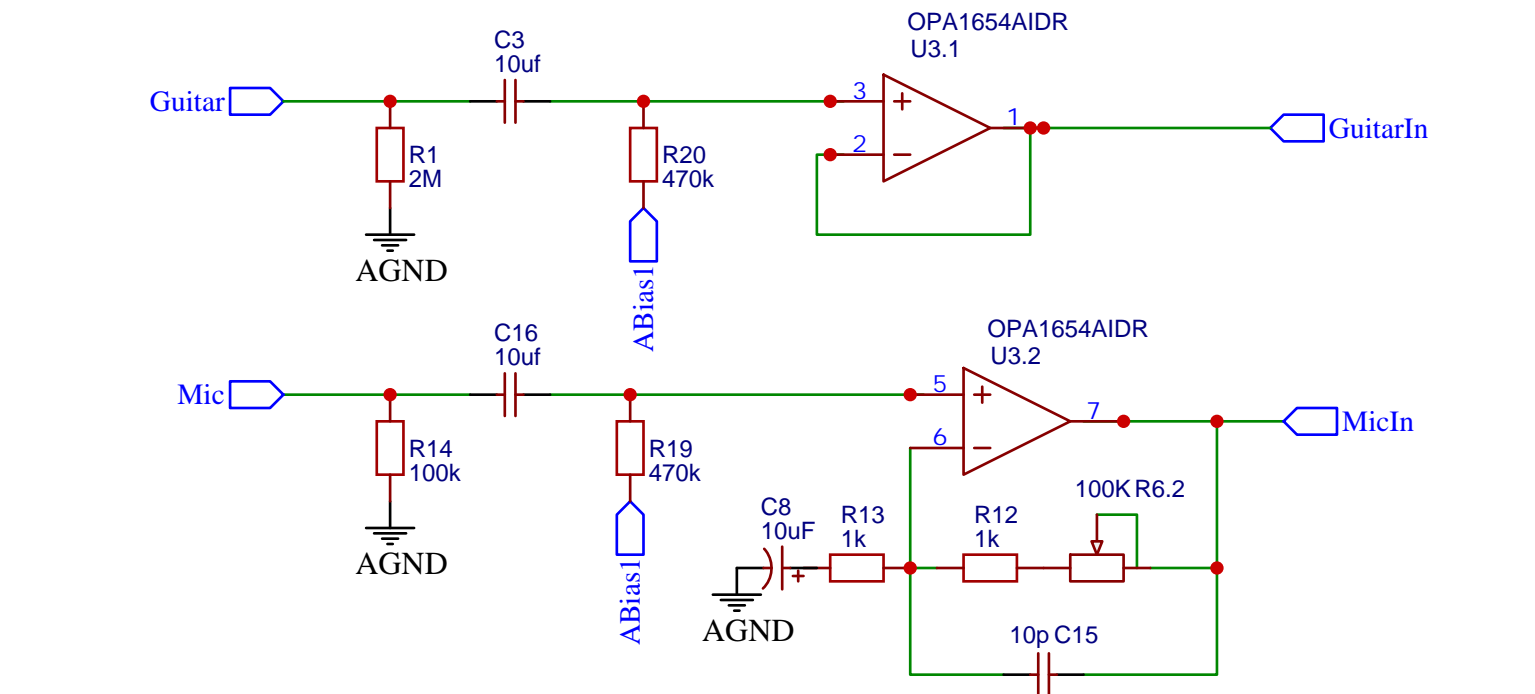 OPA1654AIDR
U3.1
C3
10uf
Guitar
3
1
2
GuitarIn
R1
2M
R20
470k
AGND
ABias1
OPA1654AIDR
U3.2
C16
10uf
Mic
5
6
7
MicIn
R14
100k
R19
470k
100K R6.2
C8
10uF
R13
1k
R12
1k
AGND
ABias1
AGND
10p C15